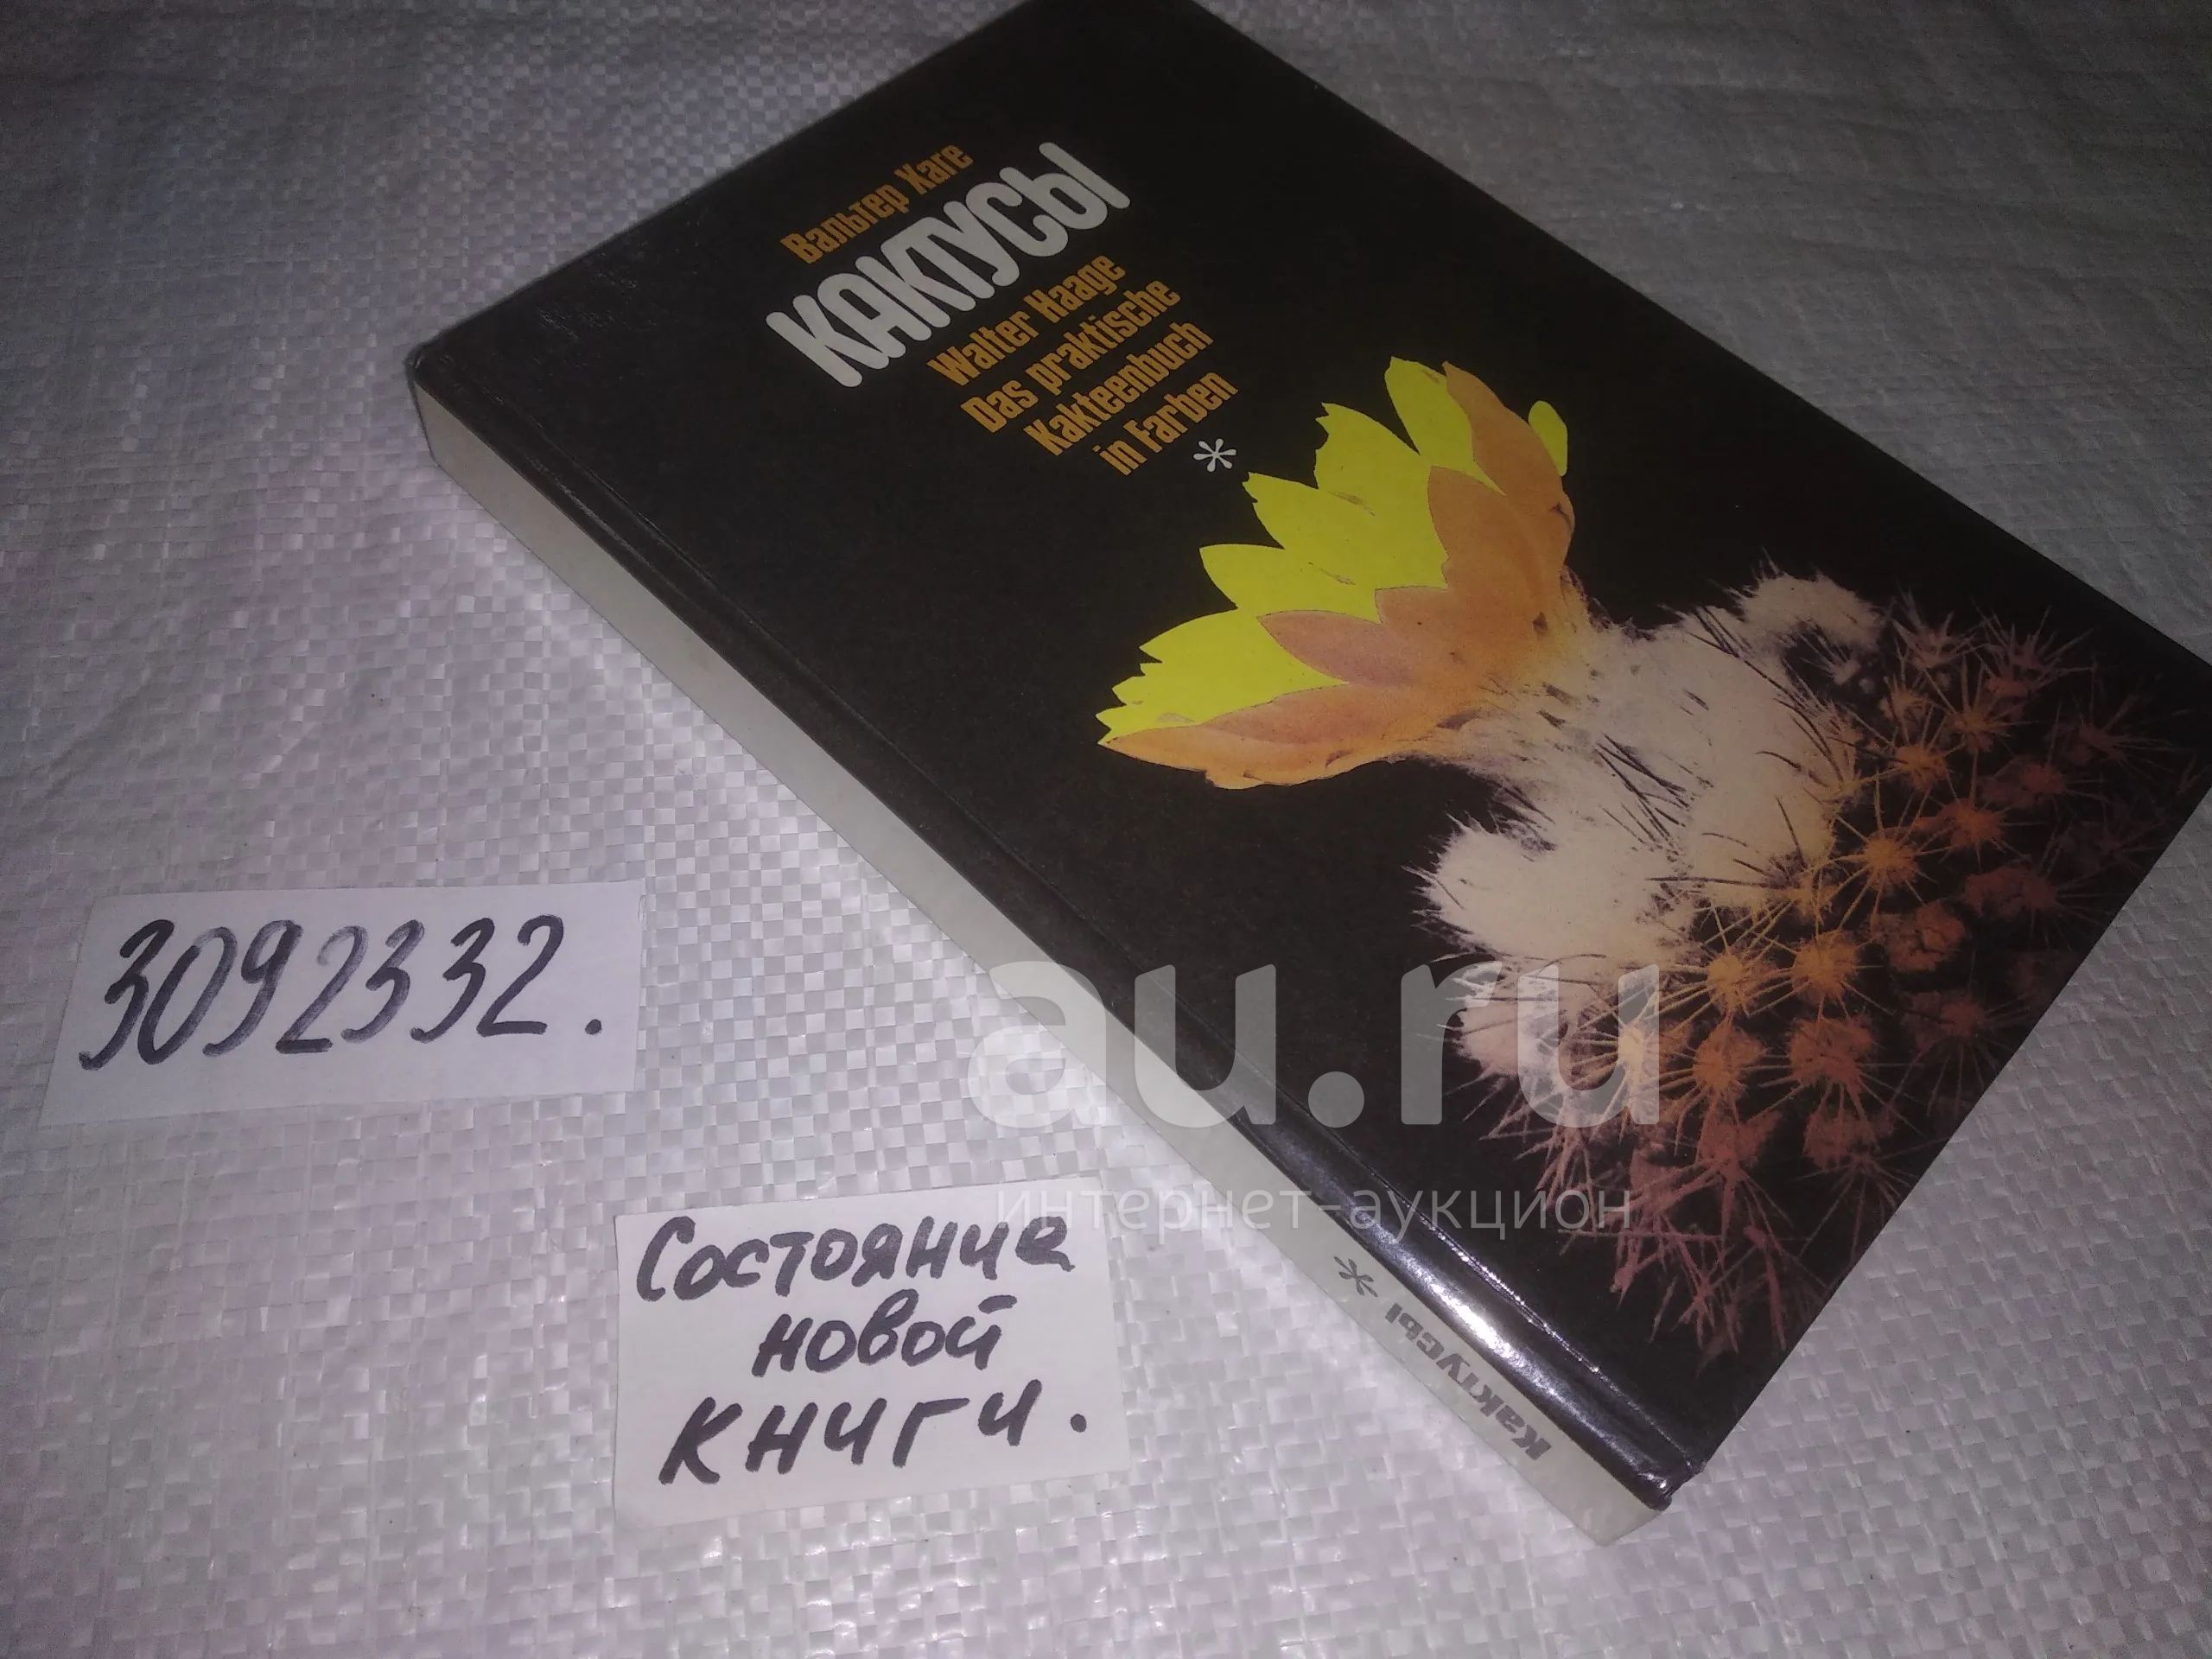 Вальтер Хаге
КАКТУСЫ
Walter Haage
Das praktische
Kakteenbuch
in Farben
*
3092332.
Состояние
новой
книги.
au.ru
интернет-аукцион
Кактусы *